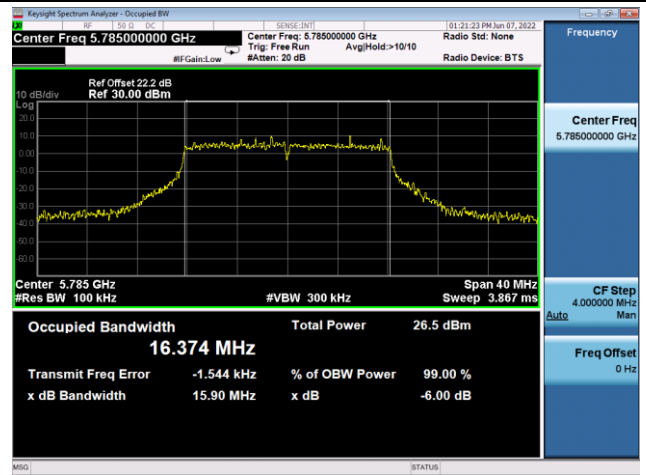 Keysight Spectrum Analyzer - Occupied BW
LXI RF 50 Ω DC SENSE:INT 01:21:23 PM Jun 07, 2022
Center Freq 5.785000000 GHz
Center Freq: 5.785000000 GHz
Radio Std: None
Trig: Free Run Avg|Hold:>10/10
#IFGain:Low
#Atten: 20 dB
Radio Device: BTS
Frequency
Ref Offset 22.2 dB
10 dB/div Ref 30.00 dBm
Log
20.0
10.0
0.00
-10.0
-20.0
-30.0
-40.0
-50.0
-60.0
Center Freq
5.785000000 GHz
Center 5.785 GHz Span 40 MHz
#Res BW 100 kHz #VBW 300 kHz Sweep 3.867 ms
CF Step
4.000000 MHz
Auto Man
Freq Offset
0 Hz
Occupied Bandwidth Total Power 26.5 dBm
16.374 MHz
Transmit Freq Error -1.544 kHz % of OBW Power 99.00 %
x dB Bandwidth 15.90 MHz x dB -6.00 dB
MSG STATUS